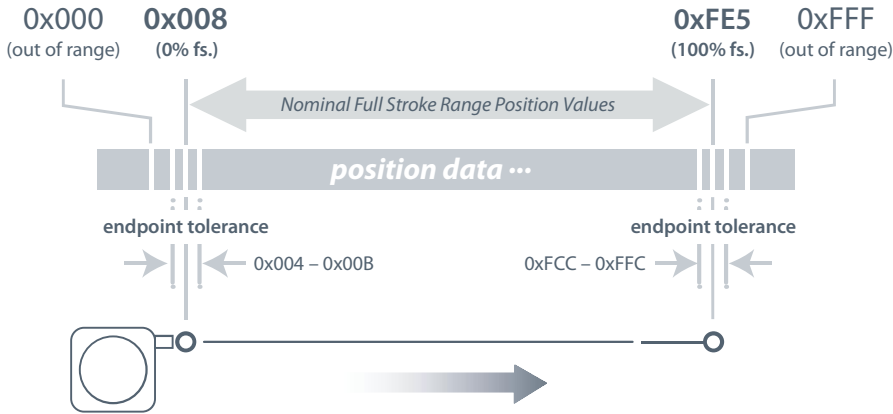 0x000 0x008 0xFE5 0xFFF
(out of range) (0% fs.) (100% fs.) (out of range)
Nominal Full Stroke Range Position Values
position data ···
endpoint tolerance endpoint tolerance
0x004 – 0x00B 0xFCC – 0xFFC